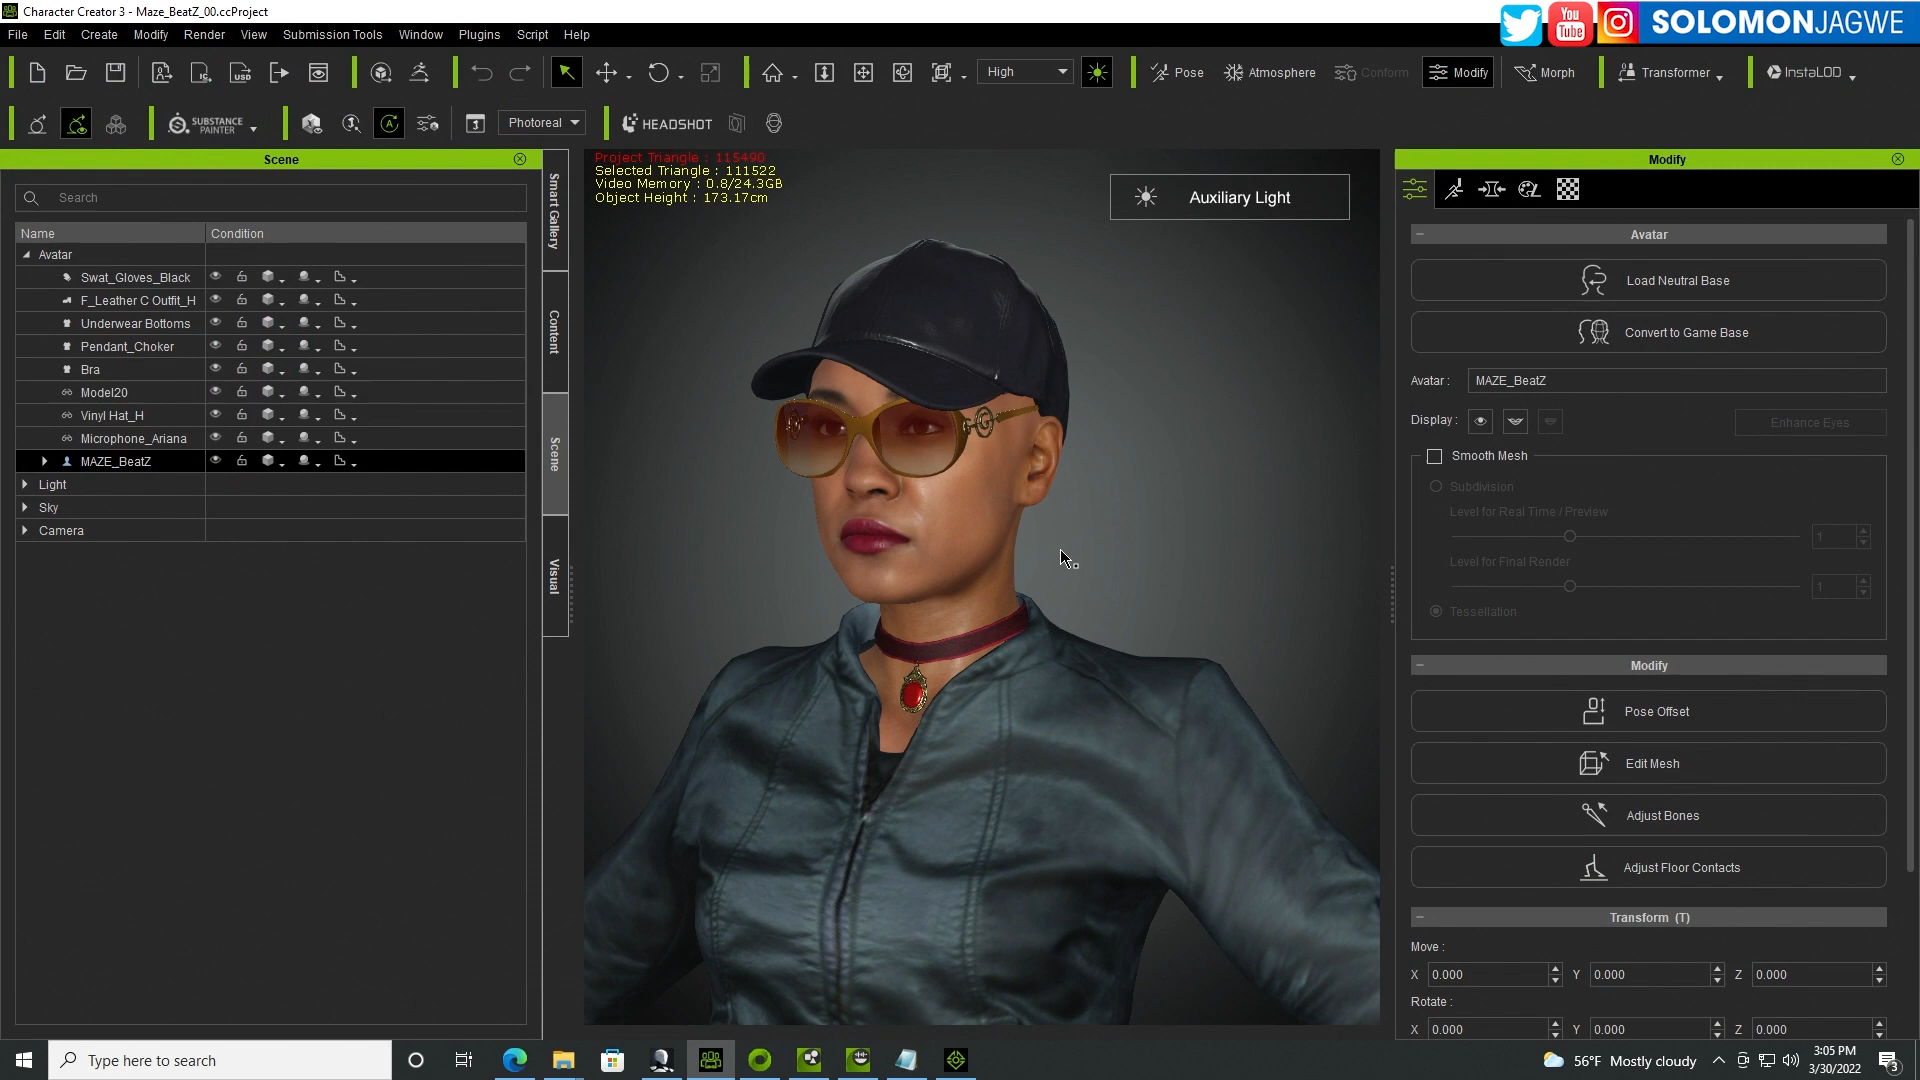 Character Creator 3 - Maze_BeatZ_00.ccProject
File Edit Create Modify Render View Submission Tools Window Plugins Script Help
You Tube SOLOMONJAGWE
High Pose Atmosphere Conform Modify Morph Transformer InstaLOD
SUBSTANCE PAINTER Photoreal HEADSHOT
Scene
Search
Name Condition
Avatar
Swat_Gloves_Black
F_Leather C Outfit_H
Underwear Bottoms
Pendant_Choker
Bra
Model20
Vinyl Hat_H
Microphone_Ariana
MAZE_BeatZ
Light
Sky
Camera
Smart Gallery
Content
Scene
Visual
Project Triangle : 115490
Selected Triangle : 111522
Video Memory : 0.8/24.3GB
Object Height : 173.17cm
Auxiliary Light
Modify
Avatar
Load Neutral Base
Convert to Game Base
Avatar : MAZE_BeatZ
Display : Enhance Eyes
Smooth Mesh
Subdivision
Level for Real Time / Preview
1
Level for Final Render
1
Tessellation
Modify
Pose Offset
Edit Mesh
Adjust Bones
Adjust Floor Contacts
Transform (T)
Move :
X 0.000 Y 0.000 Z 0.000
Rotate :
X 0.000 Y 0.000 Z 0.000
Type here to search
56°F Mostly cloudy
3:05 PM
3/30/2022
3